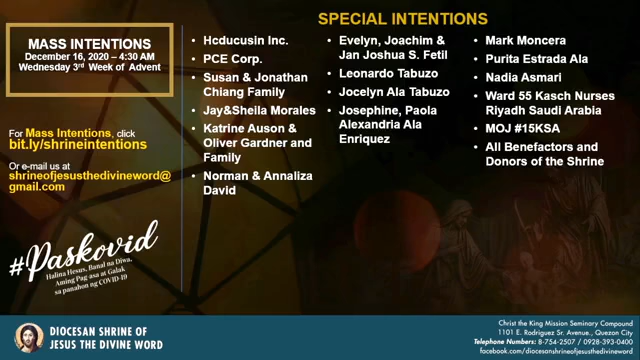 SPECIAL INTENTIONS
MASS INTENTIONS
December 16, 2020 – 4:30 AM
Wednesday 3rd Week of Advent
For Mass Intentions, click
bit.ly/shrineintentions
Or e-mail us at
shrineofjesusthedivineword@
gmail.com
#Paskovid
Halina Hesus, Banal na Diwa,
Aming Pag-asa at Galak
sa panahon ng COVID-19
• Hcducusin Inc.
• PCE Corp.
• Susan & Jonathan
Chiang Family
• Jay&Sheila Morales
• Katrine Auson &
Oliver Gardner and
Family
• Norman & Annaliza
David
• Evelyn, Joachim &
Jan Joshua S. Fetil
• Leonardo Tabuzo
• Jocelyn Ala Tabuzo
• Josephine, Paola
Alexandria Ala
Enriquez
• Mark Moncera
• Purita Estrada Ala
• Nadia Asmari
• Ward 55 Kasch Nurses
Riyadh Saudi Arabia
• MOJ #15KSA
• All Benefactors and
Donors of the Shrine
DIOCESAN SHRINE OF
JESUS THE DIVINE WORD
Christ the King Mission Seminary Compound
1101 E. Rodriguez Sr. Avenue., Quezon City
Telephone Numbers: 8-754-2507 / 0928-393-0400
facebook.com/diocesanshrineofjesusthedivineword